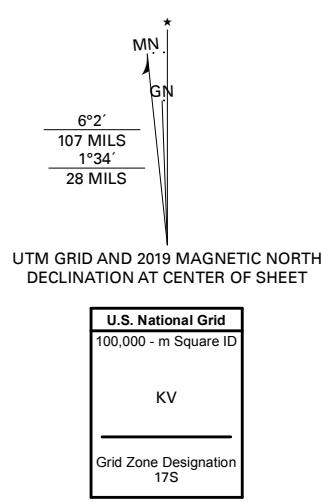 ★
MN
GN
6°2´
107 MILS
1°34´
28 MILS
UTM GRID AND 2019 MAGNETIC NORTH
DECLINATION AT CENTER OF SHEET
U.S. National Grid
100,000 - m Square ID
KV
Grid Zone Designation
17S